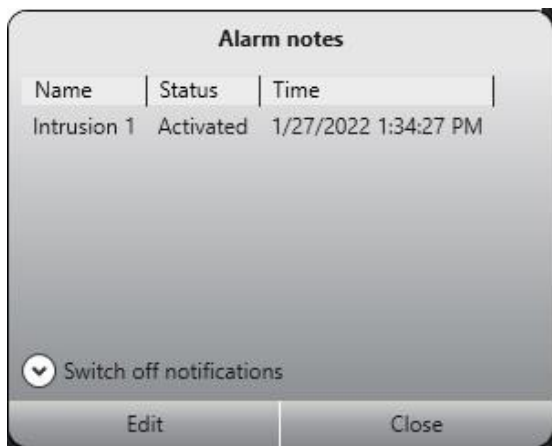 Alarm notes
Name Status Time
Intrusion 1 Activated 1/27/2022 1:34:27 PM
Switch off notifications
Edit Close